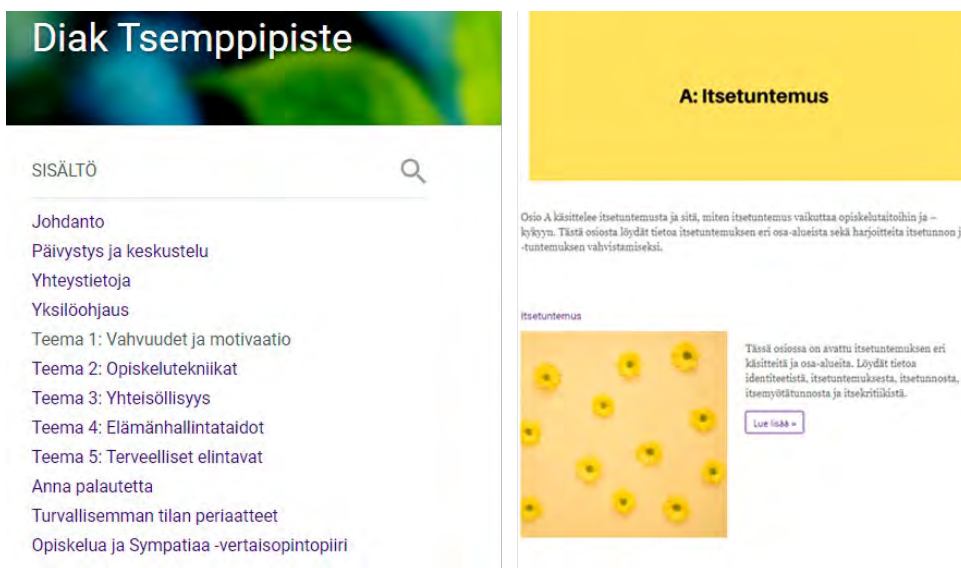 Diak Tsemppipiste
SISÄLTÖ
Johdanto
Päivystys ja keskustelu
Yhteystietoja
Yksilöohjaus
Teema 1: Vahvuudet ja motivaatio
Teema 2: Opiskelutekniikat
Teema 3: Yhteisöllisyys
Teema 4: Elämänhallintataidot
Teema 5: Terveelliset elintavat
Anna palautetta
Turvallisemman tilan periaatteet
Opiskelua ja Sympatiaa -vertaisopintopiiri
A: Itsetuntemus
Osio A käsittelee itsetuntemusta ja sitä, miten itsetuntemus vaikuttaa opiskelutaitoihin ja –
kykyyn. Tästä osiosta löydät tietoa itsetuntemuksen eri osa-alueista sekä harjoitteita itsetunnon j
-tuntemuksen vahvistamiseksi.
Itsetuntemus
Tässä osiossa on avattu itsetuntemuksen eri
käsitteitä ja osa-alueita. Löydät tietoa
identiteetistä, itsetuntemuksesta, itsetunnosta,
itsemyötätunnosta ja itsekritiikistä.
Lue lisää »